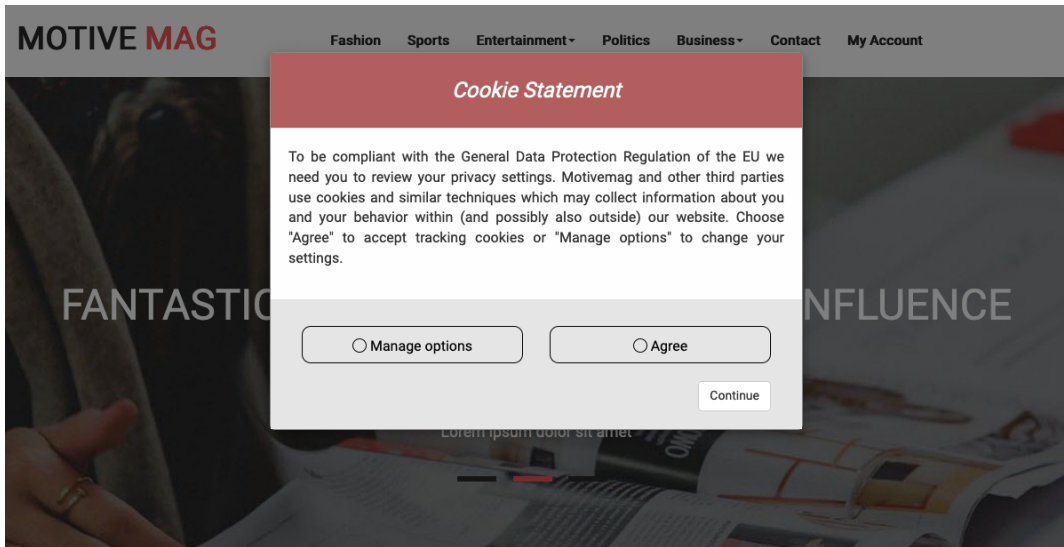 MOTIVE MAG
Fashion Sports Entertainment Politics Business Contact My Account
Cookie Statement
To be compliant with the General Data Protection Regulation of the EU we
need you to review your privacy settings. Motivemag and other third parties
use cookies and similar techniques which may collect information about you
and your behavior within (and possibly also outside) our website. Choose
"Agree" to accept tracking cookies or "Manage options" to change your
settings.
FANTASTIC NFLUENCE
Manage options Agree
Continue
Lorem ipsum dolor sit amet